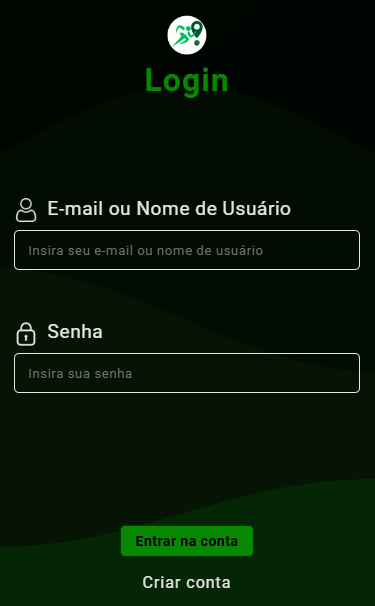 Login
E-mail ou Nome de Usuário
Insira seu e-mail ou nome de usuário
Senha
Insira sua senha
Entrar na conta
Criar conta